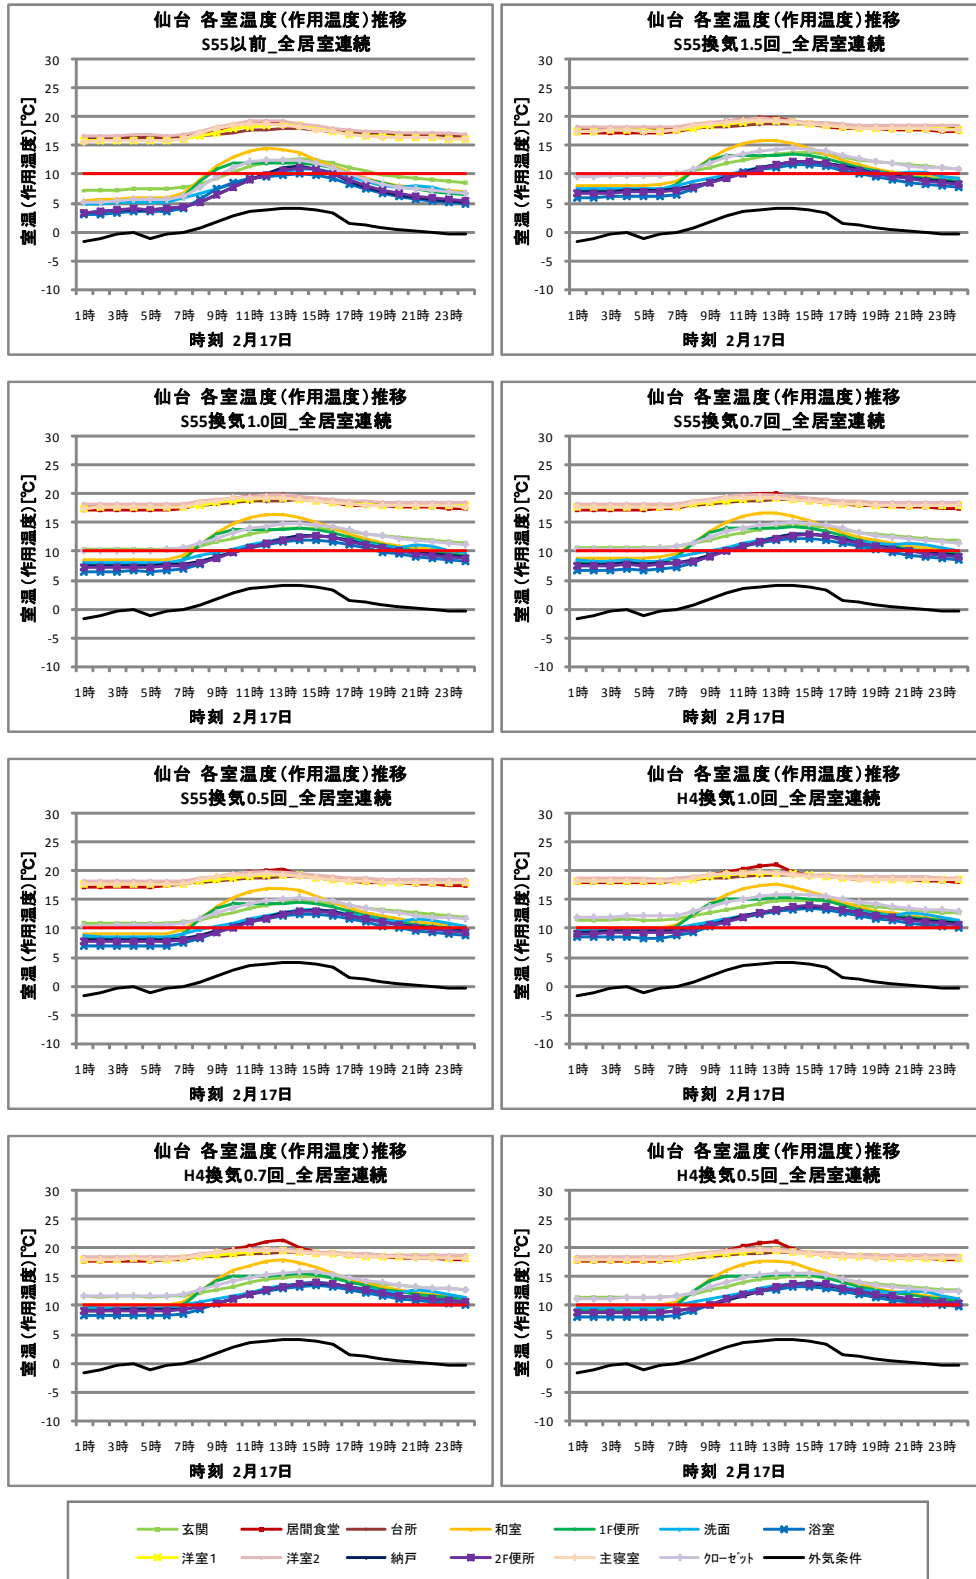 仙台 各室温度(作用温度)推移
S55以前_全居室連続
室温(作用温度)[℃]
30
25
20
15
10
5
0
-5
-10
1時 3時 5時 7時 9時 11時 13時 15時 17時 19時 21時 23時
時刻 2月17日
仙台 各室温度(作用温度)推移
S55換気1.5回_全居室連続
室温(作用温度)[℃]
30
25
20
15
10
5
0
-5
-10
1時 3時 5時 7時 9時 11時 13時 15時 17時 19時 21時 23時
時刻 2月17日
仙台 各室温度(作用温度)推移
S55換気1.0回_全居室連続
室温(作用温度)[℃]
30
25
20
15
10
5
0
-5
-10
1時 3時 5時 7時 9時 11時 13時 15時 17時 19時 21時 23時
時刻 2月17日
仙台 各室温度(作用温度)推移
S55換気0.7回_全居室連続
室温(作用温度)[℃]
30
25
20
15
10
5
0
-5
-10
1時 3時 5時 7時 9時 11時 13時 15時 17時 19時 21時 23時
時刻 2月17日
仙台 各室温度(作用温度)推移
S55換気0.5回_全居室連続
室温(作用温度)[℃]
30
25
20
15
10
5
0
-5
-10
1時 3時 5時 7時 9時 11時 13時 15時 17時 19時 21時 23時
時刻 2月17日
仙台 各室温度(作用温度)推移
H4換気1.0回_全居室連続
室温(作用温度)[℃]
30
25
20
15
10
5
0
-5
-10
1時 3時 5時 7時 9時 11時 13時 15時 17時 19時 21時 23時
時刻 2月17日
仙台 各室温度(作用温度)推移
H4換気0.7回_全居室連続
室温(作用温度)[℃]
30
25
20
15
10
5
0
-5
-10
1時 3時 5時 7時 9時 11時 13時 15時 17時 19時 21時 23時
時刻 2月17日
仙台 各室温度(作用温度)推移
H4換気0.5回_全居室連続
室温(作用温度)[℃]
30
25
20
15
10
5
0
-5
-10
1時 3時 5時 7時 9時 11時 13時 15時 17時 19時 21時 23時
時刻 2月17日
玄関 居間食堂 台所 和室 1F便所 洗面 浴室
洋室1 洋室2 納戸 2F便所 主寝室 ｸﾛｰｾﾞｯﾄ 外気条件